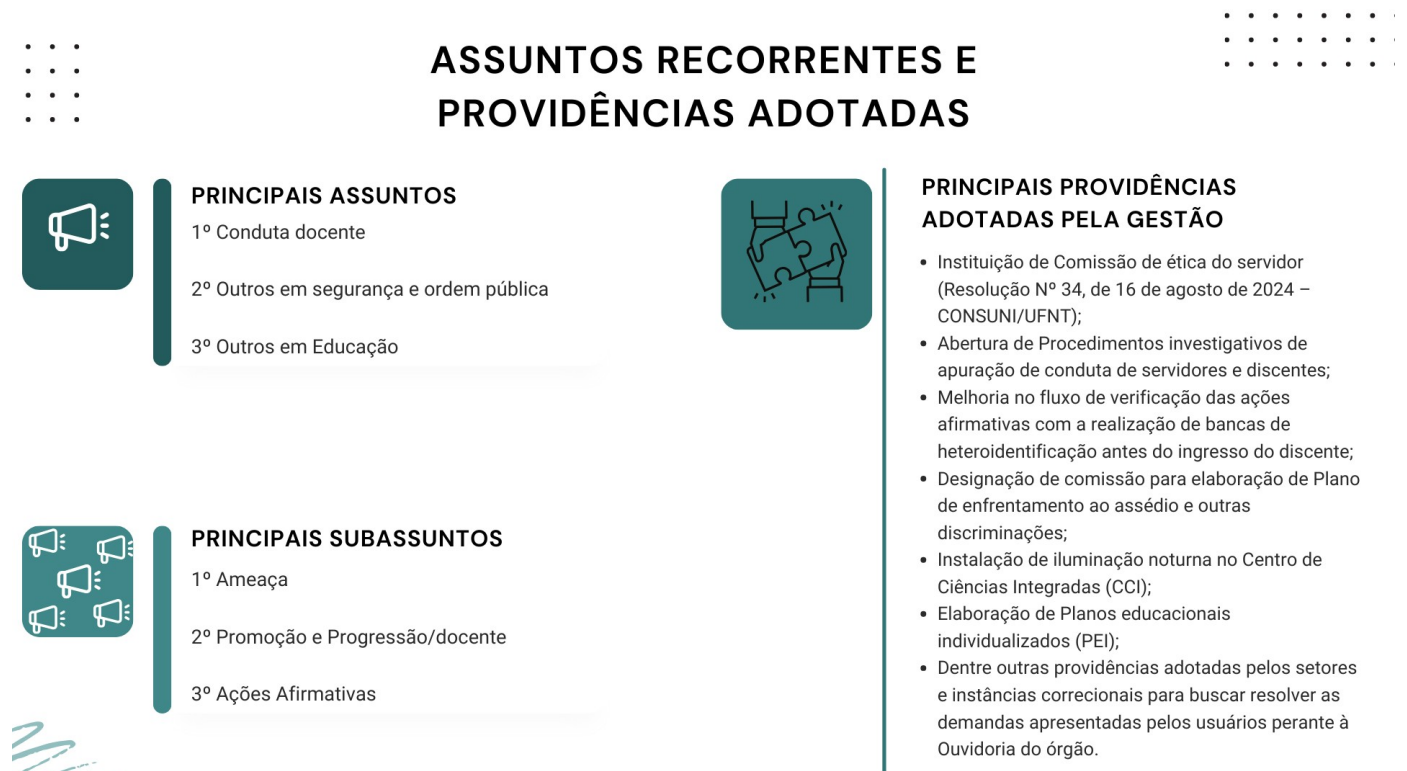 ASSUNTOS RECORRENTES E
PROVIDÊNCIAS ADOTADAS
PRINCIPAIS ASSUNTOS
1º Conduta docente
2º Outros em segurança e ordem pública
3º Outros em Educação
PRINCIPAIS SUBASSUNTOS
1º Ameaça
2º Promoção e Progressão/docente
3º Ações Afirmativas
PRINCIPAIS PROVIDÊNCIAS
ADOTADAS PELA GESTÃO
• Instituição de Comissão de ética do servidor
(Resolução Nº 34, de 16 de agosto de 2024 –
CONSUNI/UFNT);
• Abertura de Procedimentos investigativos de
apuração de conduta de servidores e discentes;
• Melhoria no fluxo de verificação das ações
afirmativas com a realização de bancas de
heteroidentificação antes do ingresso do discente;
• Designação de comissão para elaboração de Plano
de enfrentamento ao assédio e outras
discriminações;
• Instalação de iluminação noturna no Centro de
Ciências Integradas (CCI);
• Elaboração de Planos educacionais
individualizados (PEI);
• Dentre outras providências adotadas pelos setores
e instâncias correcionais para buscar resolver as
demandas apresentadas pelos usuários perante à
Ouvidoria do órgão.